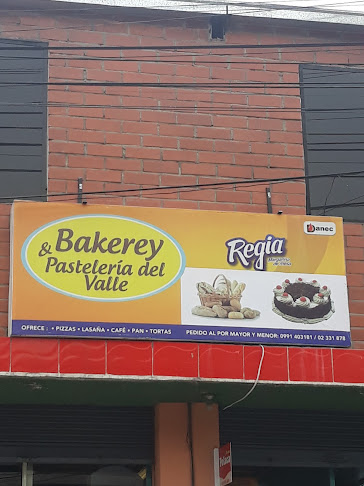 Bakerey
& Pastelería del
Valle
Regia
danec
OFRECE : • PIZZAS • LASAÑA • CAFÉ • PAN • TORTAS
PEDIDO AL POR MAYOR Y MENOR: 0991 403181 / 02 331 878